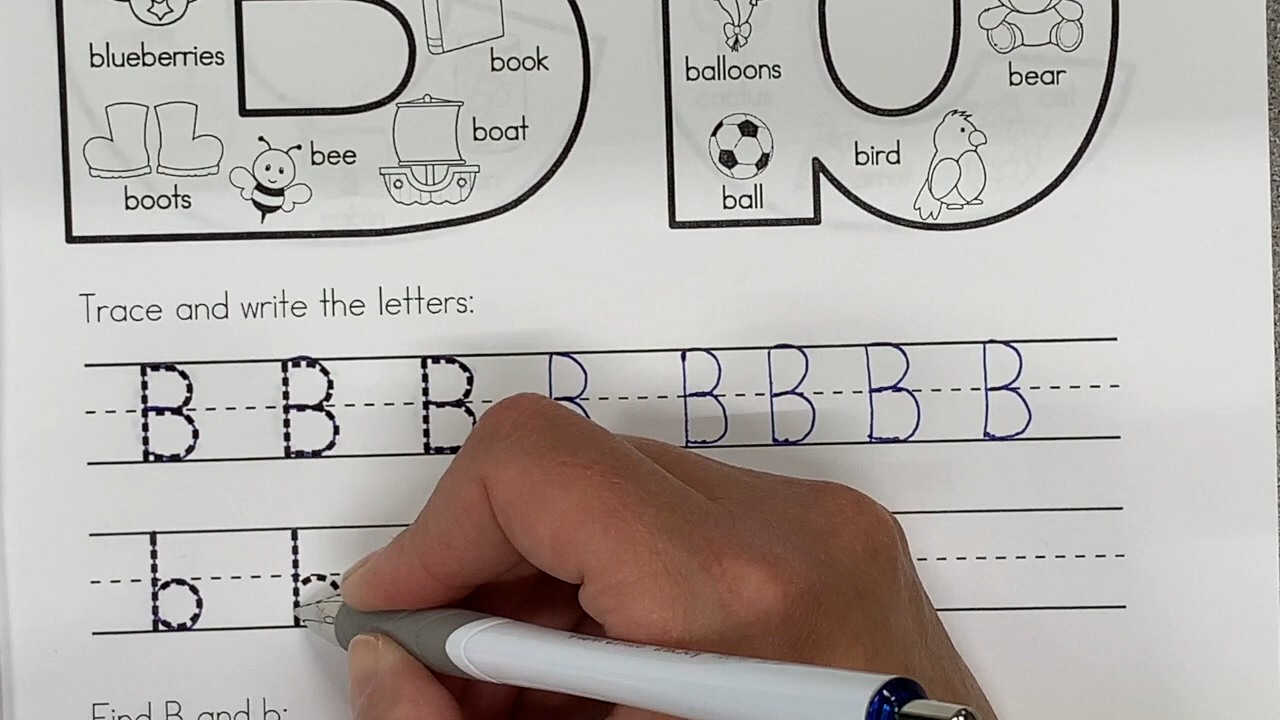 blueberries book balloons bear
boots bee boat ball bird
Trace and write the letters:
B B B B B B B B
b b
Find B and b: